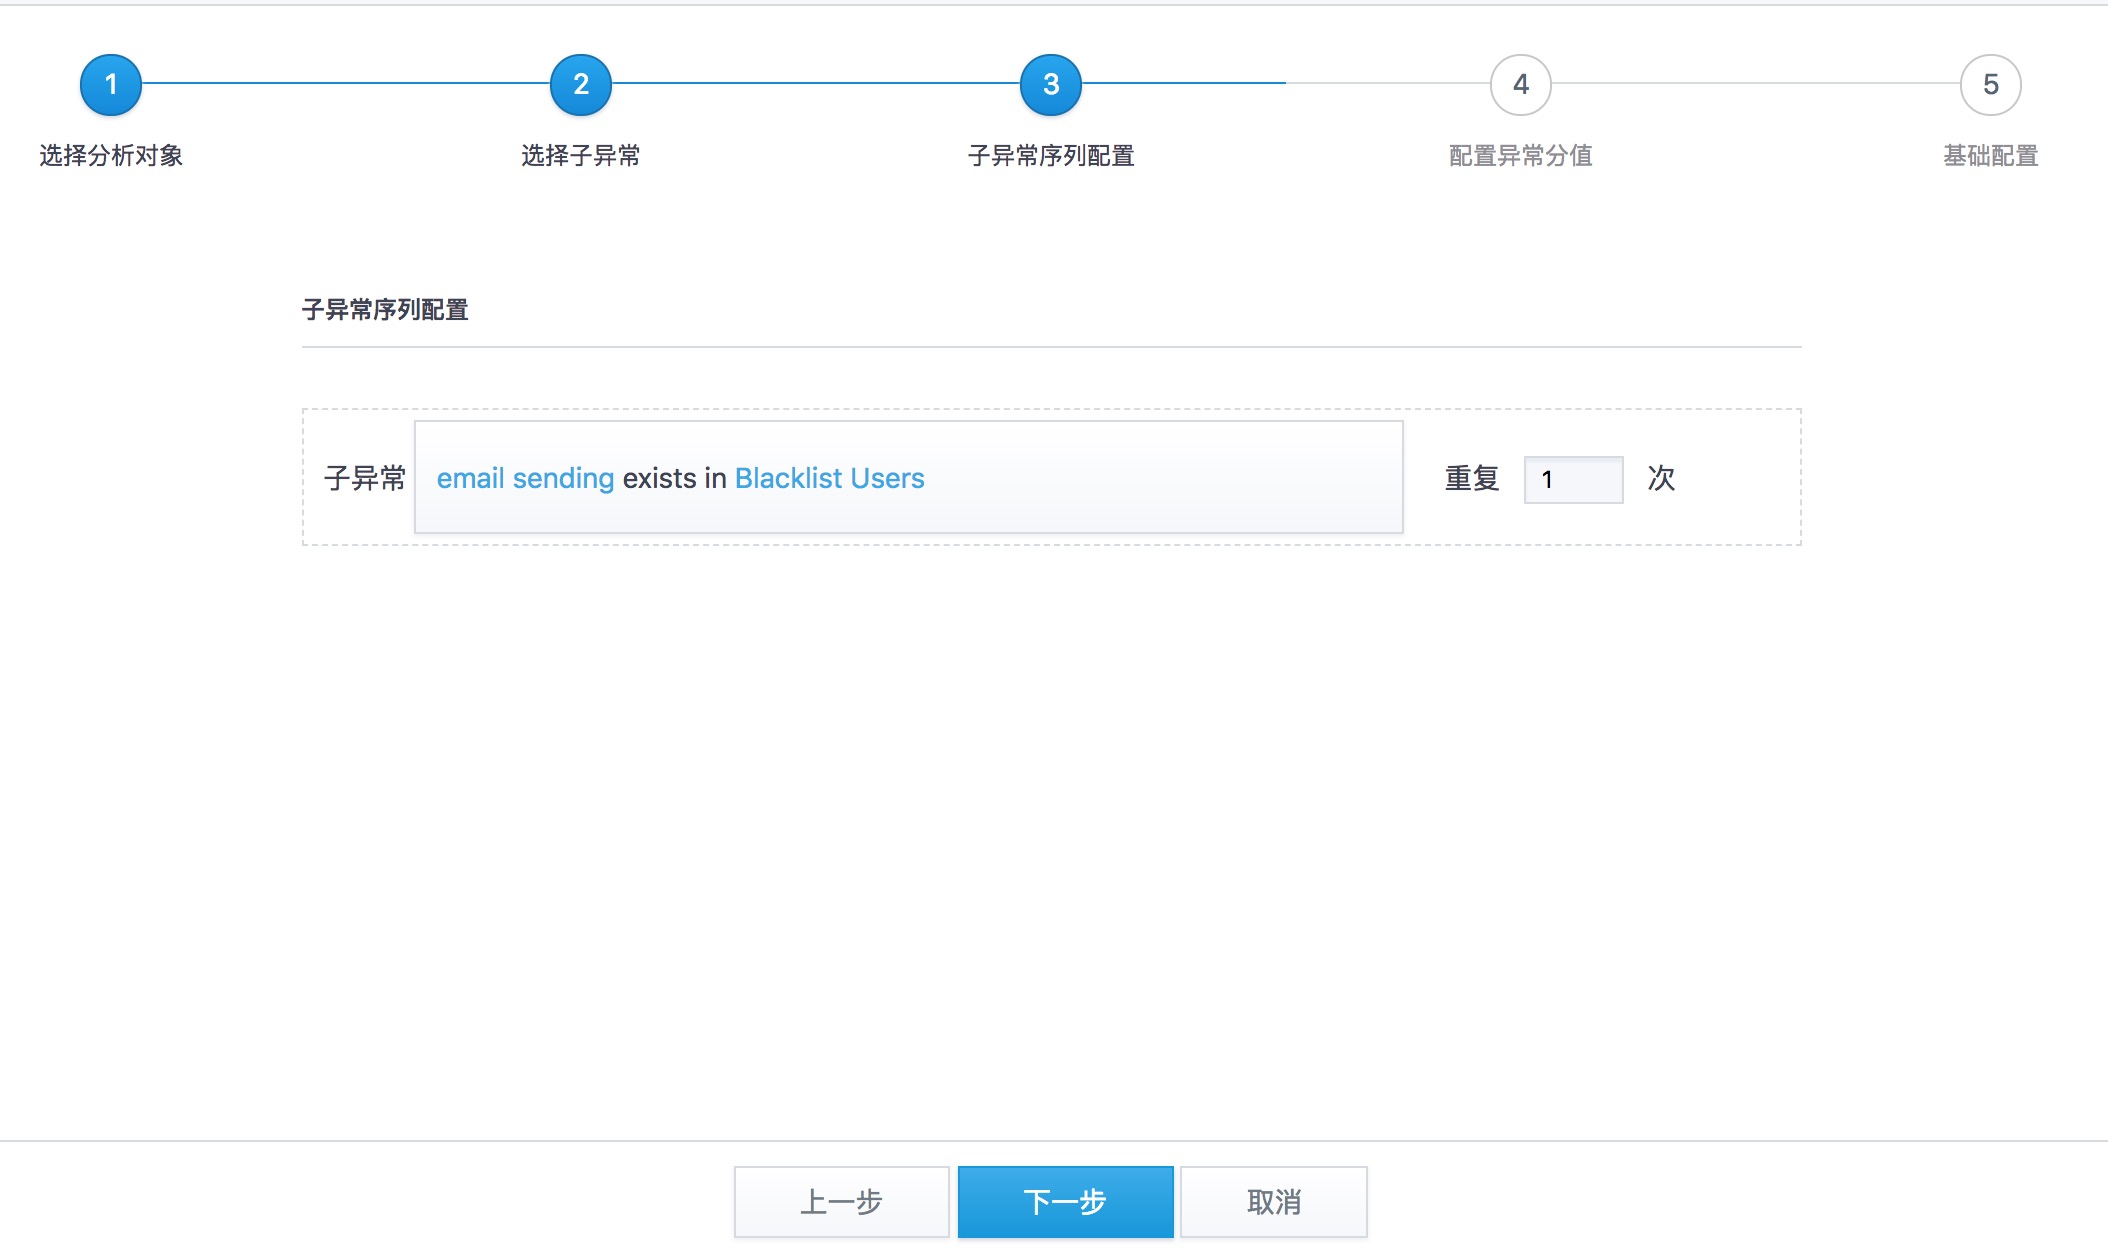 1 2 3 4 5
选择分析对象 选择子异常 子异常序列配置 配置异常分值 基础配置
子异常序列配置
子异常 email sending exists in Blacklist Users 重复 1 次
上一步 下一步 取消